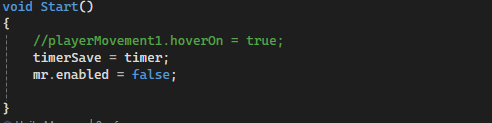 void Start()
{
//playerMovement1.hoverOn = true;
timerSave = timer;
mr.enabled = false;
}